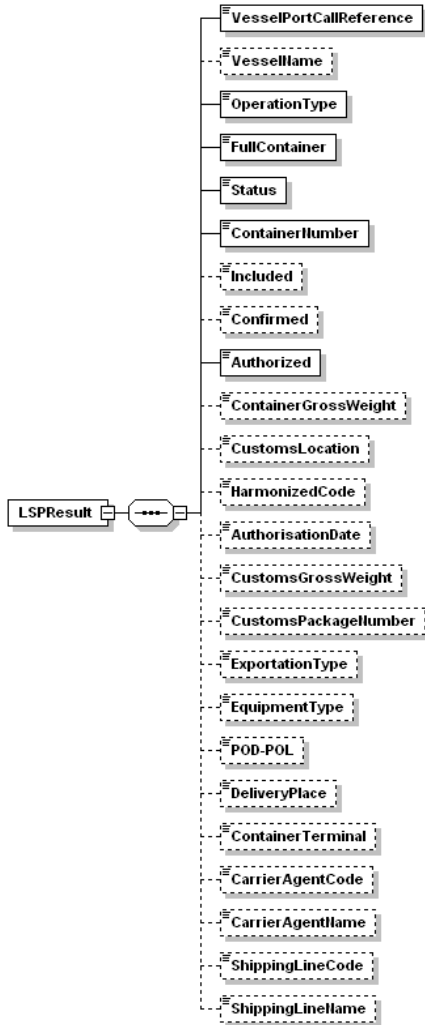 VesselPortCallReference
VesselName
OperationType
FullContainer
Status
ContainerNumber
Included
Confirmed
Authorized
ContainerGrossWeight
CustomsLocation
HarmonizedCode
LSPResult
AuthorisationDate
CustomsGrossWeight
CustomsPackageNumber
ExportationType
EquipmentType
POD-POL
DeliveryPlace
ContainerTerminal
CarrierAgentCode
CarrierAgentName
ShippingLineCode
ShippingLineName